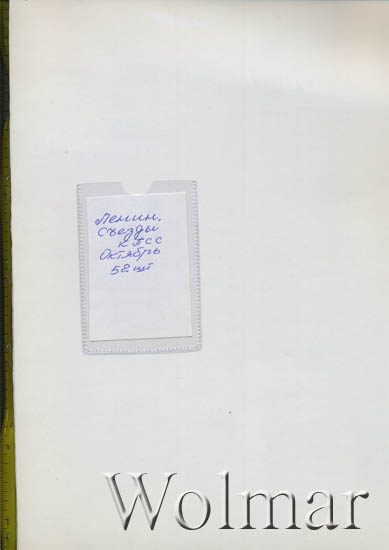 Ленин.
Съезды
КПСС
Октябрь
58 шт
Wolmar